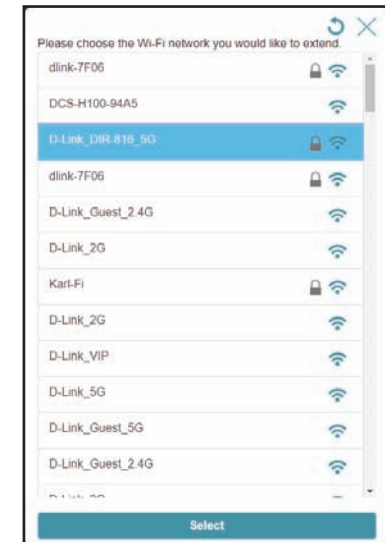 Please choose the Wi-Fi network you would like to extend.
dlink-7F06
DCS-H100-94A5
D-Link_DIR-816_5G
dlink-7F06
D-Link_Guest_2.4G
D-Link_2G
Karl-Fi
D-Link_2G
D-Link_VIP
D-Link_5G
D-Link_Guest_5G
D-Link_Guest_2.4G
Select